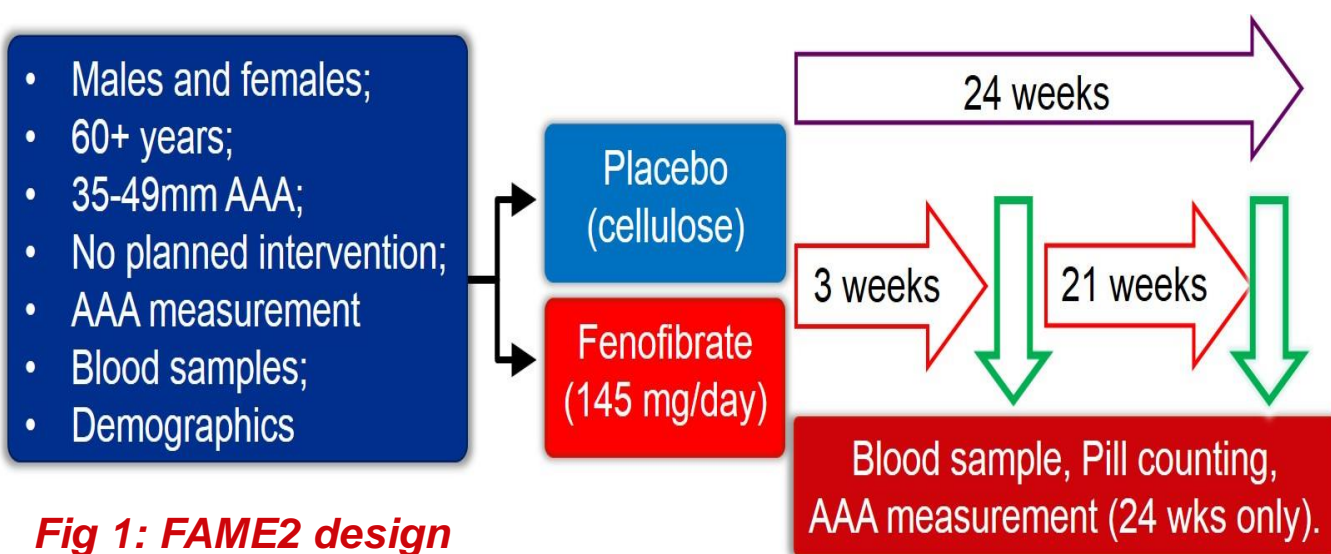 • Males and females;
• 60+ years;
• 35-49mm AAA;
• No planned intervention;
• AAA measurement
• Blood samples;
• Demographics
Placebo
(cellulose)
Fenofibrate
(145 mg/day)
24 weeks
3 weeks
21 weeks
Blood sample, Pill counting,
AAA measurement (24 wks only).
Fig 1: FAME2 design